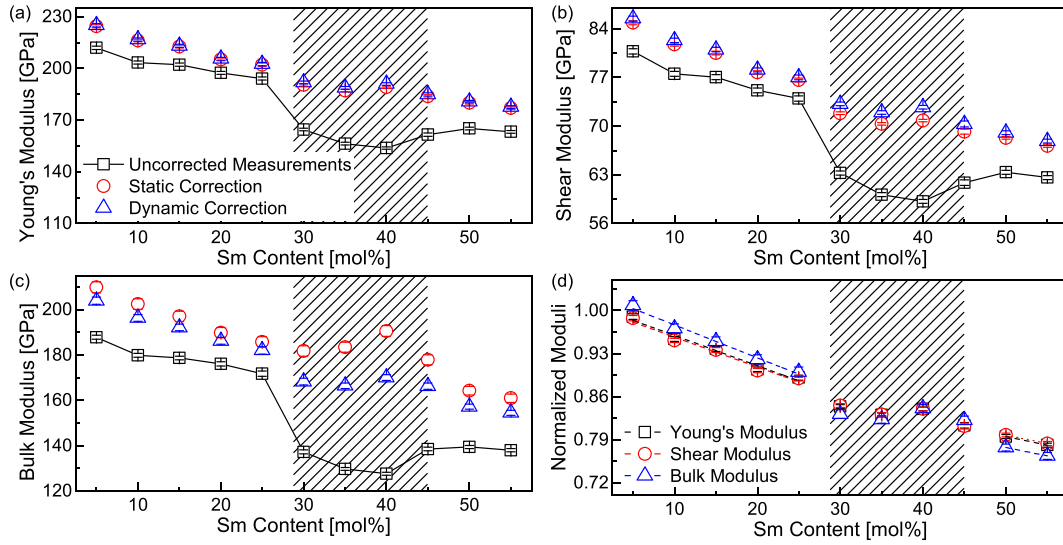 (a)
230
200
170
140
110
Young's Modulus [GPa]
Uncorrected Measurements
Static Correction
Dynamic Correction
10 20 30 40 50
Sm Content [mol%]
(b)
84
77
70
63
56
Shear Modulus [GPa]
10 20 30 40 50
Sm Content [mol%]
(c)
200
180
160
140
120
Bulk Modulus [GPa]
10 20 30 40 50
Sm Content [mol%]
(d)
1.00
0.93
0.86
0.79
0.72
Normalized Moduli
Young's Modulus
Shear Modulus
Bulk Modulus
10 20 30 40 50
Sm Content [mol%]